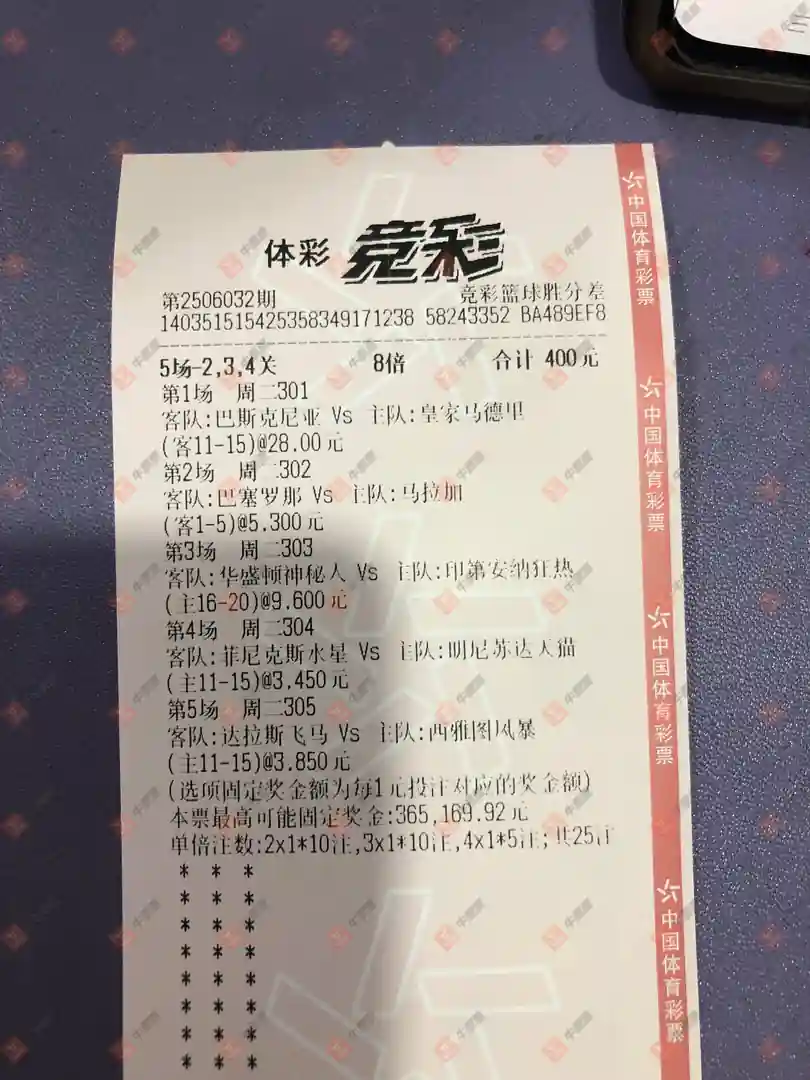 体彩 竞彩
第2506032期 竞彩篮球胜分差
140351515425358349171238 58243352 BA489EF8
5场-2,3,4关 8倍 合计 400元
第1场 周二301
客队:巴斯克尼亚 Vs 主队:皇家马德里
(客11-15)@28.00元
第2场 周二302
客队:巴塞罗那 Vs 主队:马拉加
(客1-5)@5.300元
第3场 周二303
客队:华盛顿神秘人 Vs 主队:印第安纳狂热
(主16-20)@9.600元
第4场 周二304
客队:菲尼克斯水星 Vs 主队:明尼苏达天猫
(主11-15)@3.450元
第5场 周二305
客队:达拉斯飞马 Vs 主队:西雅图风暴
(主11-15)@3.850元
(选项固定奖金额为每1元投注对应的奖金额)
本票最高可能固定奖金:365,169.92元
单倍注数:2x1*10注,3x1*10注,4x1*5注;共25注
* * *
* * *
* * *
* * *
* * *
* * *
* * *
* * *
中国体育彩票
中国体育彩票
中国体育彩票
中国体育彩票